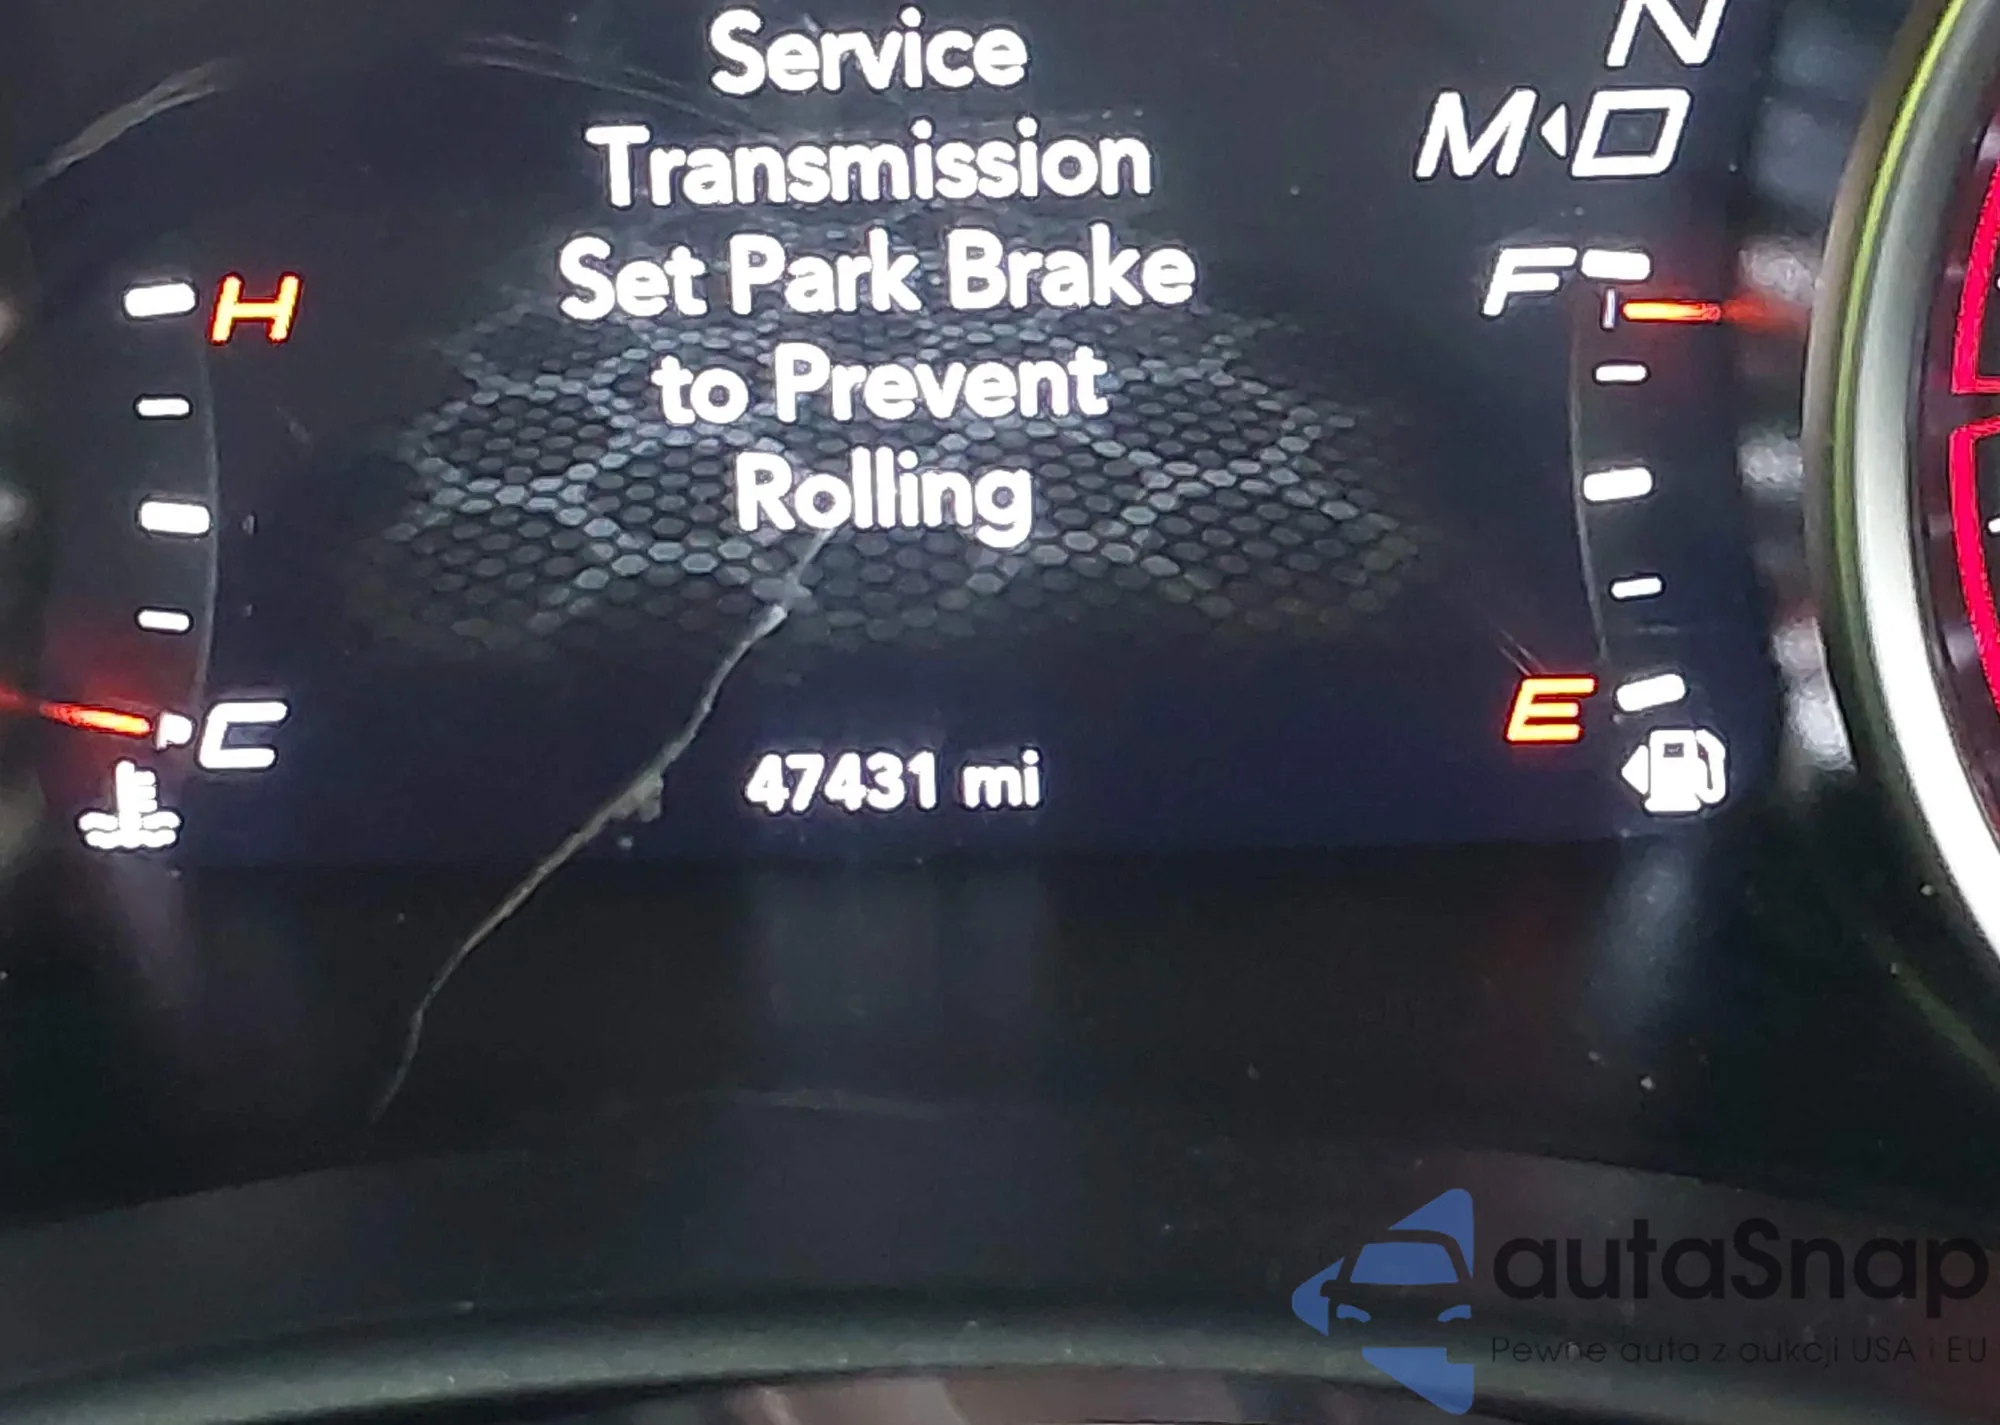 Service
Transmission
Set Park Brake
to Prevent
Rolling
N
M D
H
F
C
E
47431 mi
autaSnap
Pewne auta z aukcji USA i EU